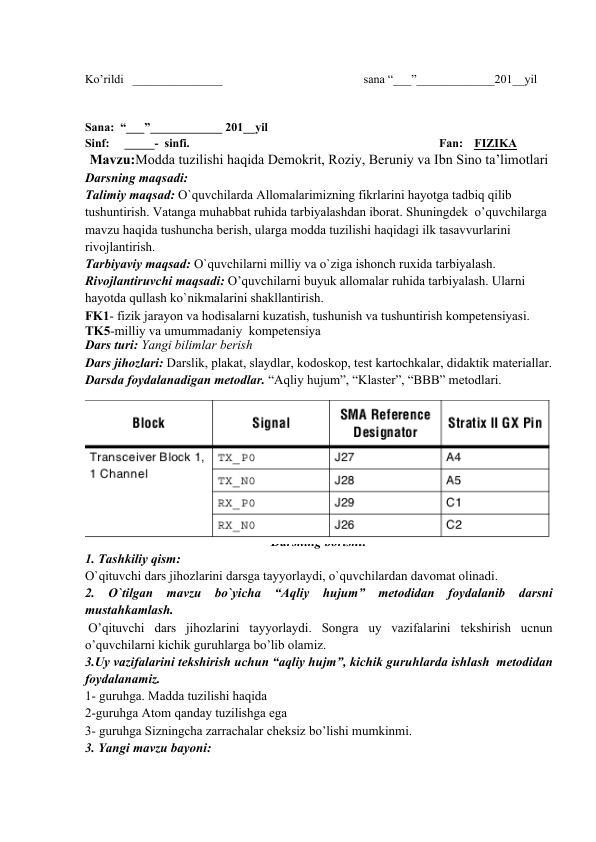 Ko’rildi _______________ sana “___”_____________201__yil
Sana: “___”____________ 201__yil
Sinf: _____- sinfi. Fan: FIZIKA
Mavzu:Modda tuzilishi haqida Demokrit, Roziy, Beruniy va Ibn Sino ta’limotlari
Darsning maqsadi:
Talimiy maqsad: O`quvchilarda Allomalarimizning fikrlarini hayotga tadbiq qilib
tushuntirish. Vatanga muhabbat ruhida tarbiyalashdan iborat. Shuningdek o’quvchilarga
mavzu haqida tushuncha berish, ularga modda tuzilishi haqidagi ilk tasavvurlarini
rivojlantirish.
Tarbiyaviy maqsad: O`quvchilarni milliy va o`ziga ishonch ruxida tarbiyalash.
Rivojlantiruvchi maqsadi: O’quvchilarni buyuk allomalar ruhida tarbiyalash. Ularni
hayotda qullash ko`nikmalarini shakllantirish.
FK1- fizik jarayon va hodisalarni kuzatish, tushunish va tushuntirish kompetensiyasi.
TK5-milliy va umummadaniy kompetensiya
Dars turi: Yangi bilimlar berish
Dars jihozlari: Darslik, plakat, slaydlar, kodoskop, test kartochkalar, didaktik materiallar.
Darsda foydalanadigan metodlar. “Aqliy hujum”, “Klaster”, “BBB” metodlari.
Block Signal SMA Reference Designator Stratix II GX Pin
Transceiver Block 1, 1 Channel TX_P0 J27 A4
TX_N0 J28 A5
RX_P0 J29 C1
RX_N0 J26 C2
Darsning borishi:
1. Tashkiliy qism:
O`qituvchi dars jihozlarini darsga tayyorlaydi, o`quvchilardan davomat olinadi.
2. O`tilgan mavzu bo`yicha “Aqliy hujum” metodidan foydalanib darsni
mustahkamlash.
O’qituvchi dars jihozlarini tayyorlaydi. Songra uy vazifalarini tekshirish ucnun
o’quvchilarni kichik guruhlarga bo’lib olamiz.
3.Uy vazifalarini tekshirish uchun “aqliy hujm”, kichik guruhlarda ishlash metodidan
foydalanamiz.
1- guruhga. Madda tuzilishi haqida
2-guruhga Atom qanday tuzilishga ega
3- guruhga Sizningcha zarrachalar cheksiz bo’lishi mumkinmi.
3. Yangi mavzu bayoni: